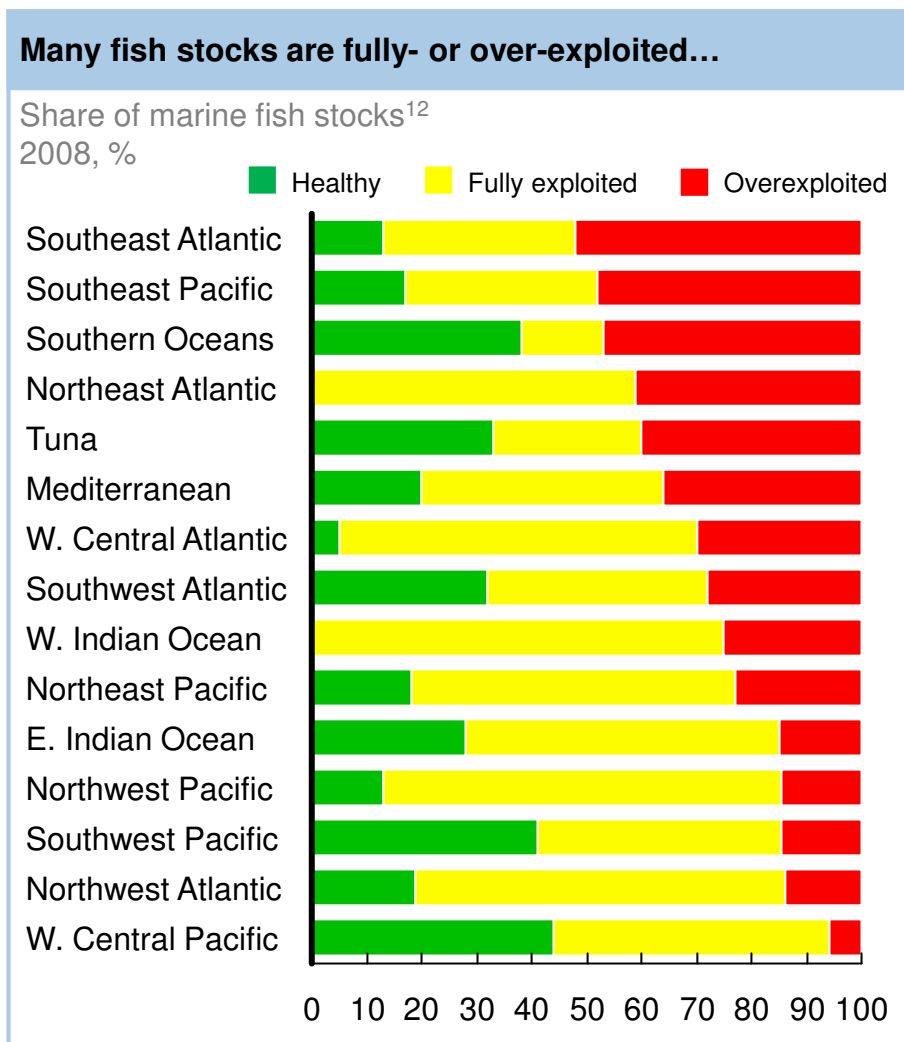 Many fish stocks are fully- or over-exploited…
Share of marine fish stocks¹²
2008, %
Healthy Fully exploited Overexploited
Southeast Atlantic
Southeast Pacific
Southern Oceans
Northeast Atlantic
Tuna
Mediterranean
W. Central Atlantic
Southwest Atlantic
W. Indian Ocean
Northeast Pacific
E. Indian Ocean
Northwest Pacific
Southwest Pacific
Northwest Atlantic
W. Central Pacific
0 10 20 30 40 50 60 70 80 90 100